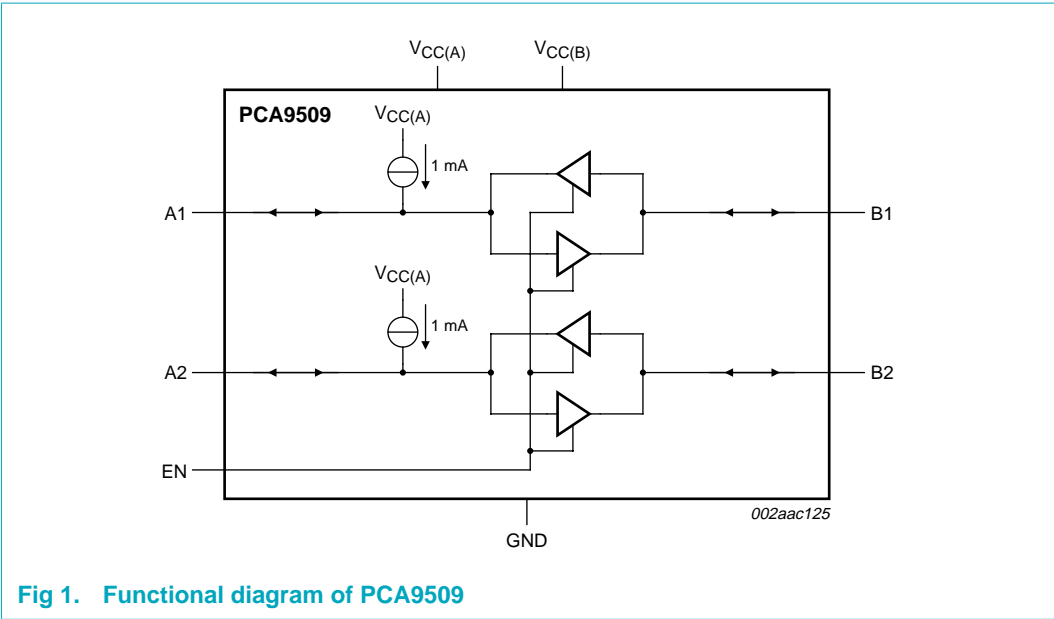 VCC(A)
VCC(B)
PCA9509
VCC(A)
1 mA
A1
B1
VCC(A)
1 mA
A2
B2
EN
002aac125
GND
Fig 1. Functional diagram of PCA9509